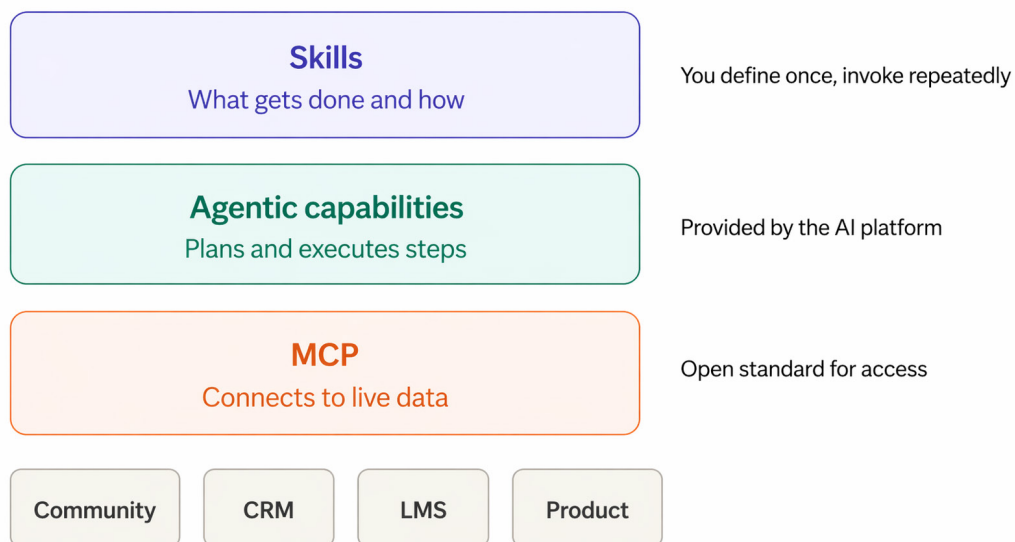 Skills
What gets done and how
You define once, invoke repeatedly
Agentic capabilities
Plans and executes steps
Provided by the AI platform
MCP
Connects to live data
Open standard for access
Community
CRM
LMS
Product